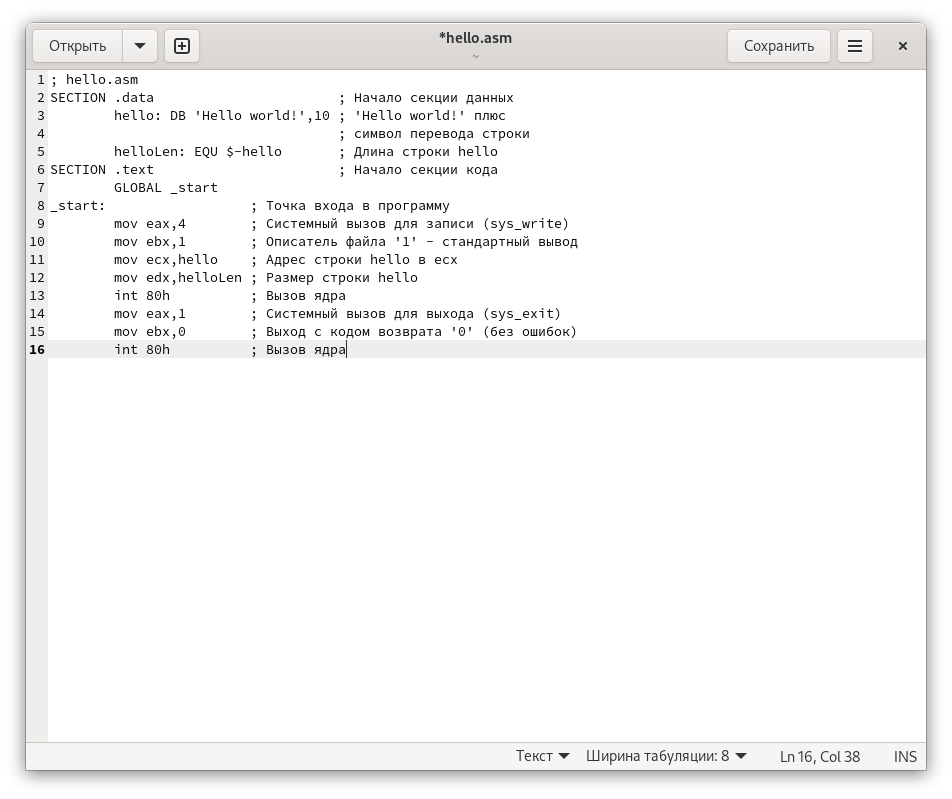 Открыть
*hello.asm
~
Сохранить
1 ; hello.asm
2 SECTION .data                       ; Начало секции данных
3         hello: DB 'Hello world!',10 ; 'Hello world!' плюс
4                                     ; символ перевода строки
5         helloLen: EQU $-hello       ; Длина строки hello
6 SECTION .text                       ; Начало секции кода
7         GLOBAL _start
8 _start:                  ; Точка входа в программу
9         mov eax,4        ; Системный вызов для записи (sys_write)
10         mov ebx,1        ; Описатель файла '1' - стандартный вывод
11         mov ecx,hello    ; Адрес строки hello в ecx
12         mov edx,helloLen ; Размер строки hello
13         int 80h          ; Вызов ядра
14         mov eax,1        ; Системный вызов для выхода (sys_exit)
15         mov ebx,0        ; Выход с кодом возврата '0' (без ошибок)
16         int 80h          ; Вызов ядра
Текст Ширина табуляции: 8 Ln 16, Col 38 INS